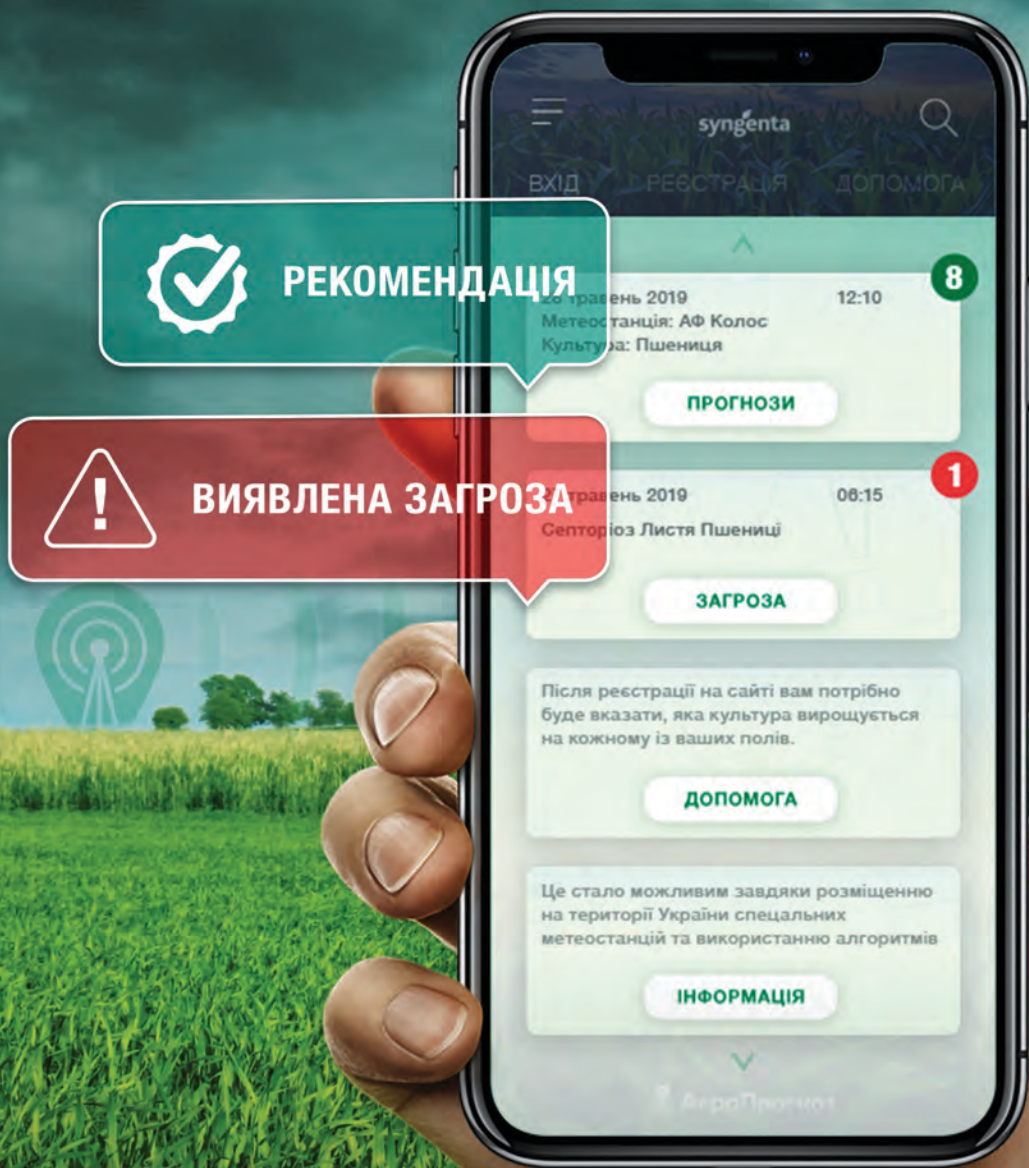 syngenta
ВХІД РЕЄСТРАЦІЯ ДОПОМОГА
РЕКОМЕНДАЦІЯ
8
травень 2019 12:10
Метеостанція: АФ Колос
Культура: Пшениця
ПРОГНОЗИ
ВИЯВЛЕНА ЗАГРОЗА
1
травень 2019 06:15
Септоріоз Листя Пшениці
ЗАГРОЗА
Після реєстрації на сайті вам потрібно
буде вказати, яка культура вирощується
на кожному із ваших полів.
ДОПОМОГА
Це стало можливим завдяки розміщенню
на території України спецальних
метеостанцій та використанню алгоритмів
ІНФОРМАЦІЯ
АгроПрогноз